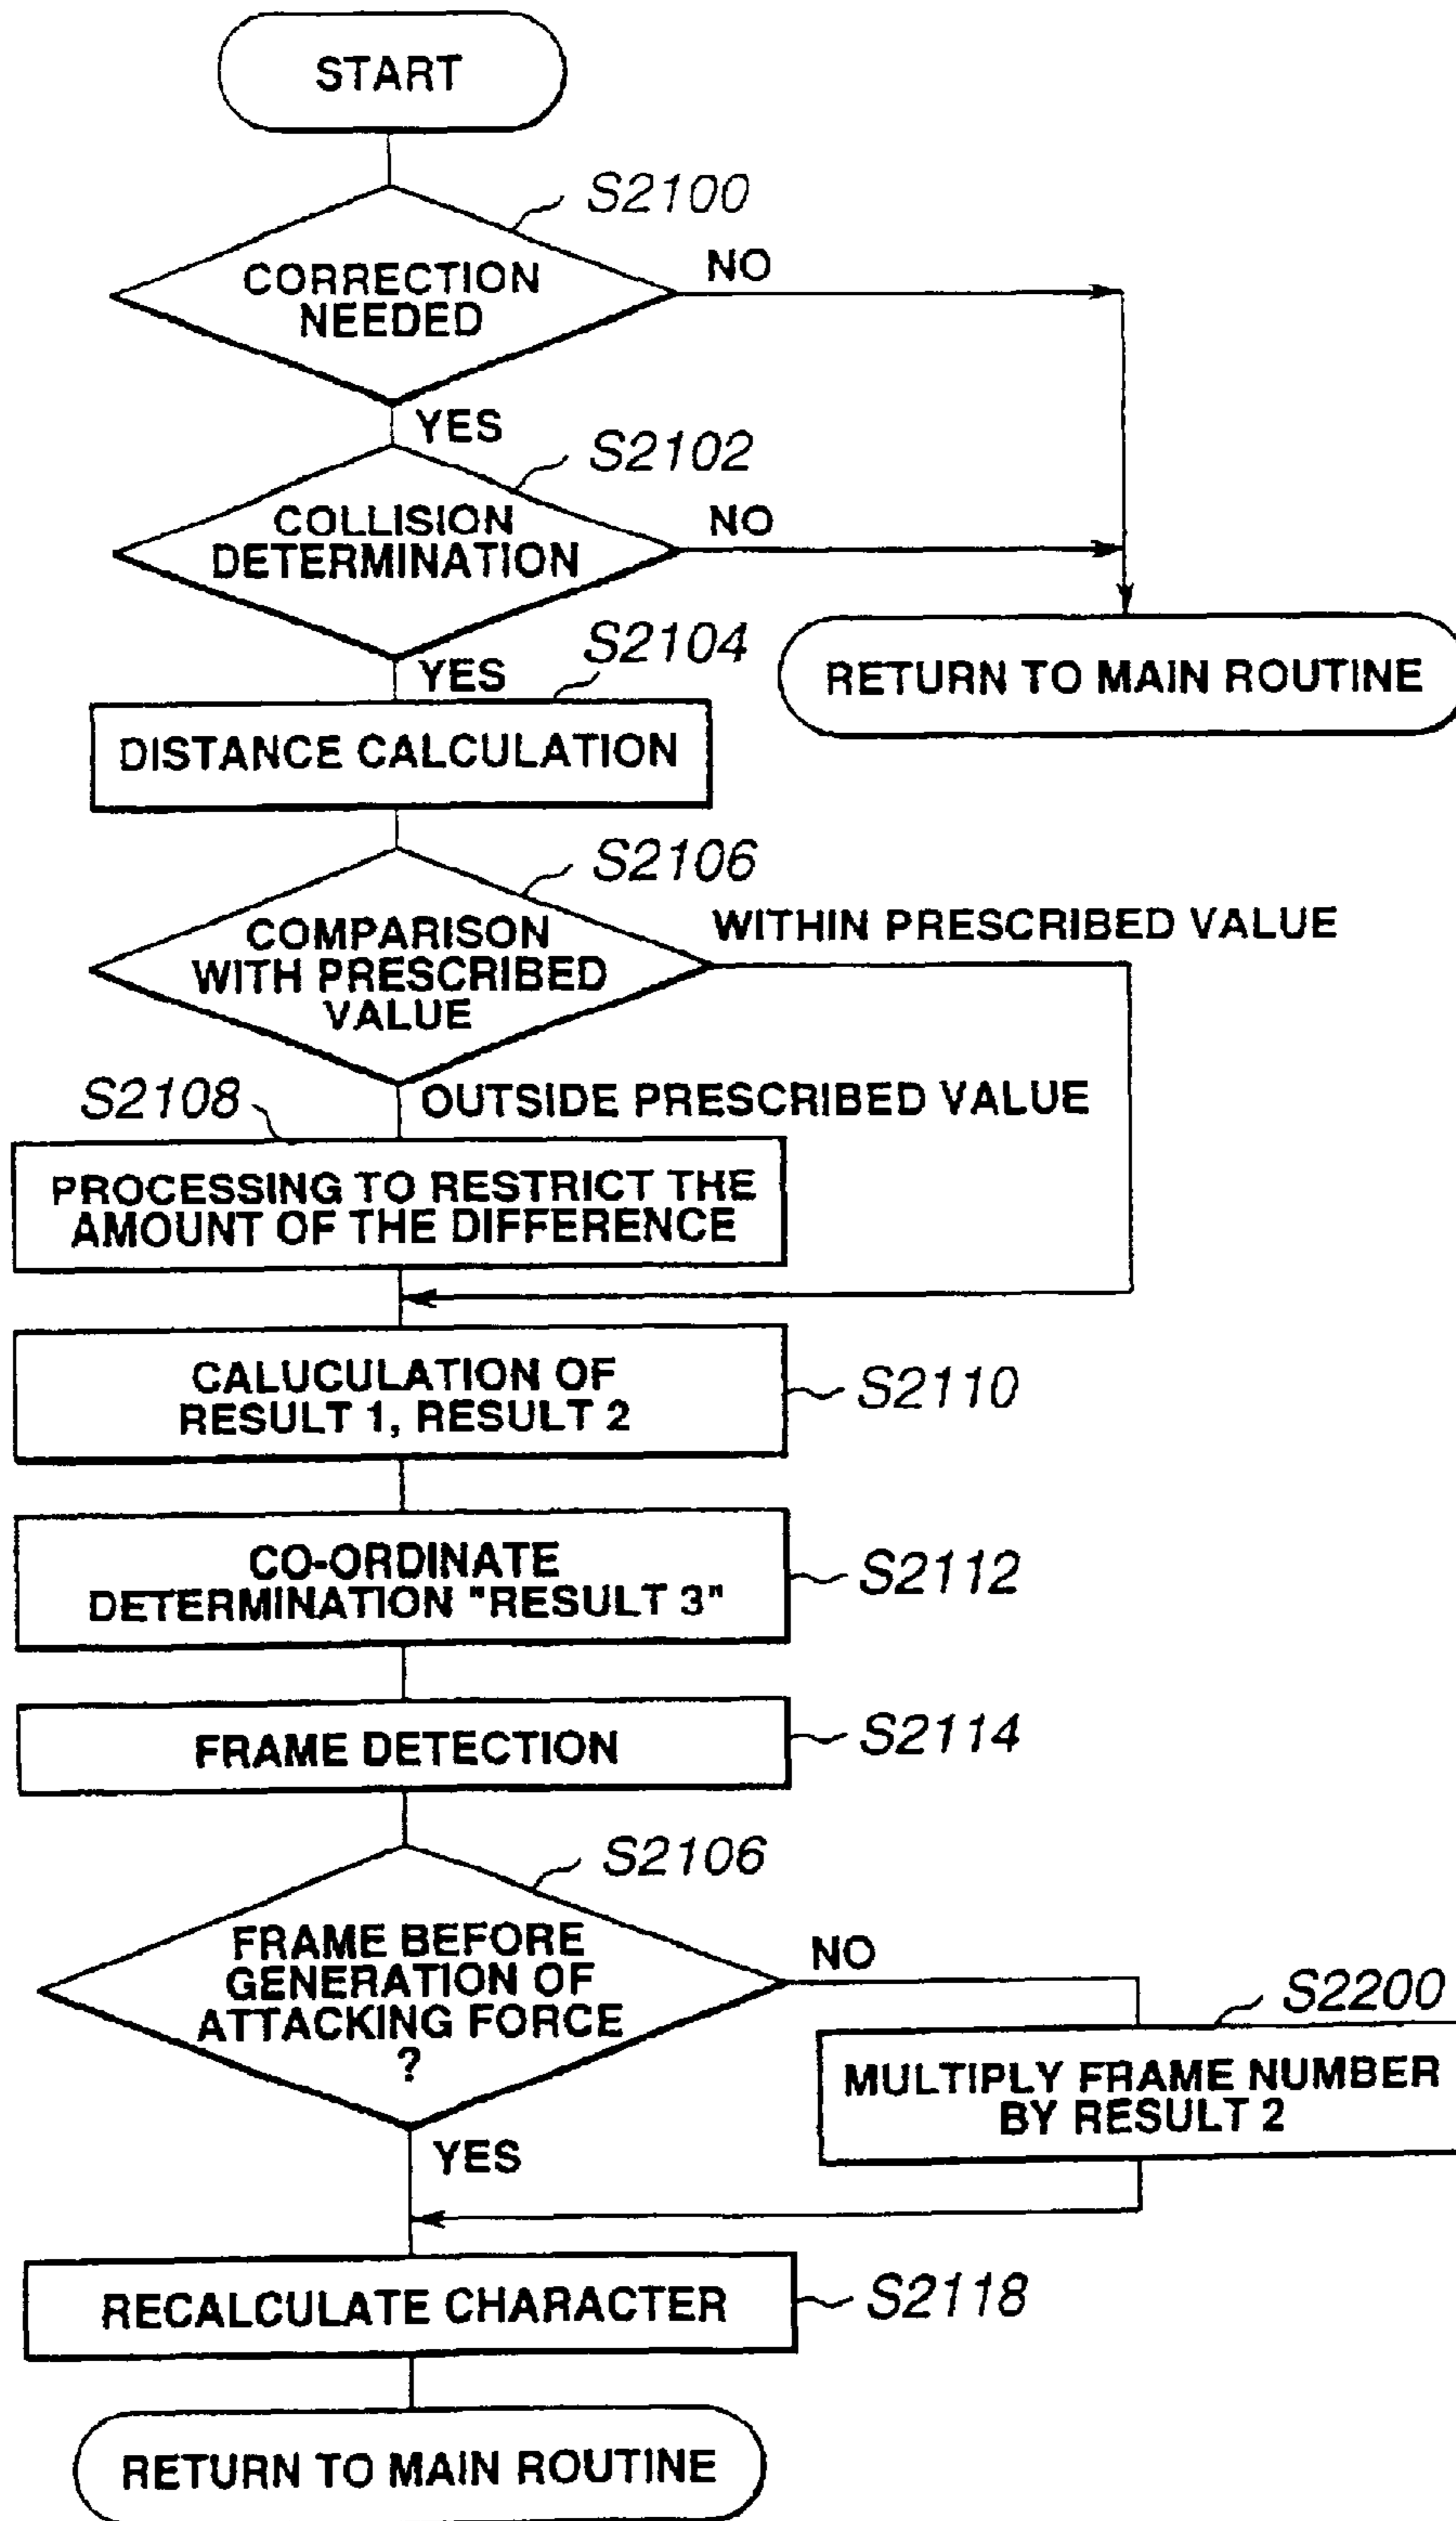 START
S2100
CORRECTION
NEEDED
NO
YES
S2102
COLLISION
DETERMINATION
NO
YES
S2104
RETURN TO MAIN ROUTINE
DISTANCE CALCULATION
S2106
COMPARISON
WITH PRESCRIBED
VALUE
WITHIN PRESCRIBED VALUE
S2108
OUTSIDE PRESCRIBED VALUE
PROCESSING TO RESTRICT THE
AMOUNT OF THE DIFFERENCE
CALUCULATION OF
RESULT 1, RESULT 2
S2110
CO-ORDINATE
DETERMINATION "RESULT 3"
S2112
FRAME DETECTION
S2114
S2106
FRAME BEFORE
GENERATION OF
ATTACKING FORCE
?
NO
S2200
MULTIPLY FRAME NUMBER
BY RESULT 2
YES
RECALCULATE CHARACTER
S2118
RETURN TO MAIN ROUTINE